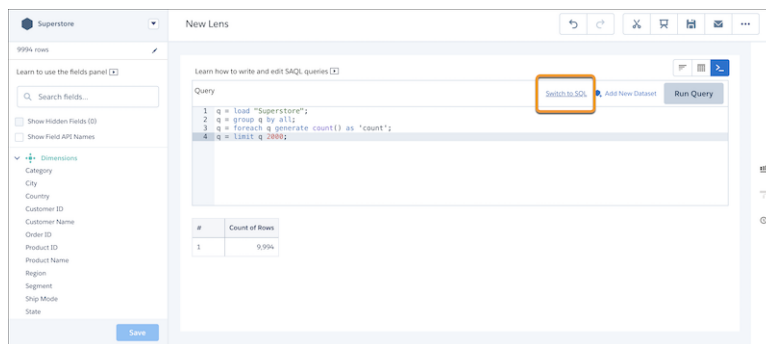 Superstore
New Lens
9994 rows
Learn to use the fields panel
Search fields...
Show Hidden Fields (0)
Show Field API Names
Dimensions
Category
City
Country
Customer ID
Customer Name
Order ID
Product ID
Product Name
Region
Segment
Ship Mode
State
Save
Learn how to write and edit SAQL queries
Query
Switch to SQL
Add New Dataset
Run Query
1 q = load "Superstore";
2 q = group q by all;
3 q = foreach q generate count() as 'count';
4 q = limit q 2000;
# Count of Rows
1 9,994